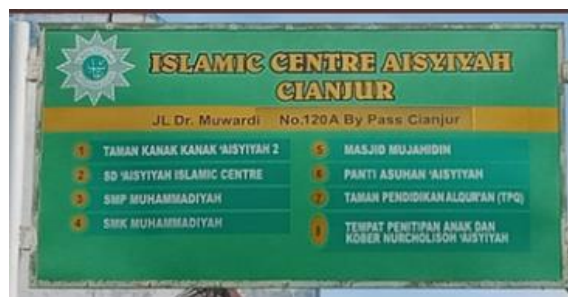 ISLAMIC CENTRE AISYIYAH
CIANJUR
JL Dr. Muwardi No.120A By Pass Cianjur
1 TAMAN KANAK KANAK 'AISYIYAH 2
2 SD 'AISYIYAH ISLAMIC CENTRE
3 SMP MUHAMMADIYAH
4 SMK MUHAMMADIYAH
5 MASJID MUJAHIDIN
6 PANTI ASUHAN 'AISYIYAH
7 TAMAN PENDIDIKAN ALQUR'AN (TPQ)
8 TEMPAT PENITIPAN ANAK DAN
KOBER NURCHOLISOH 'AISYIYAH